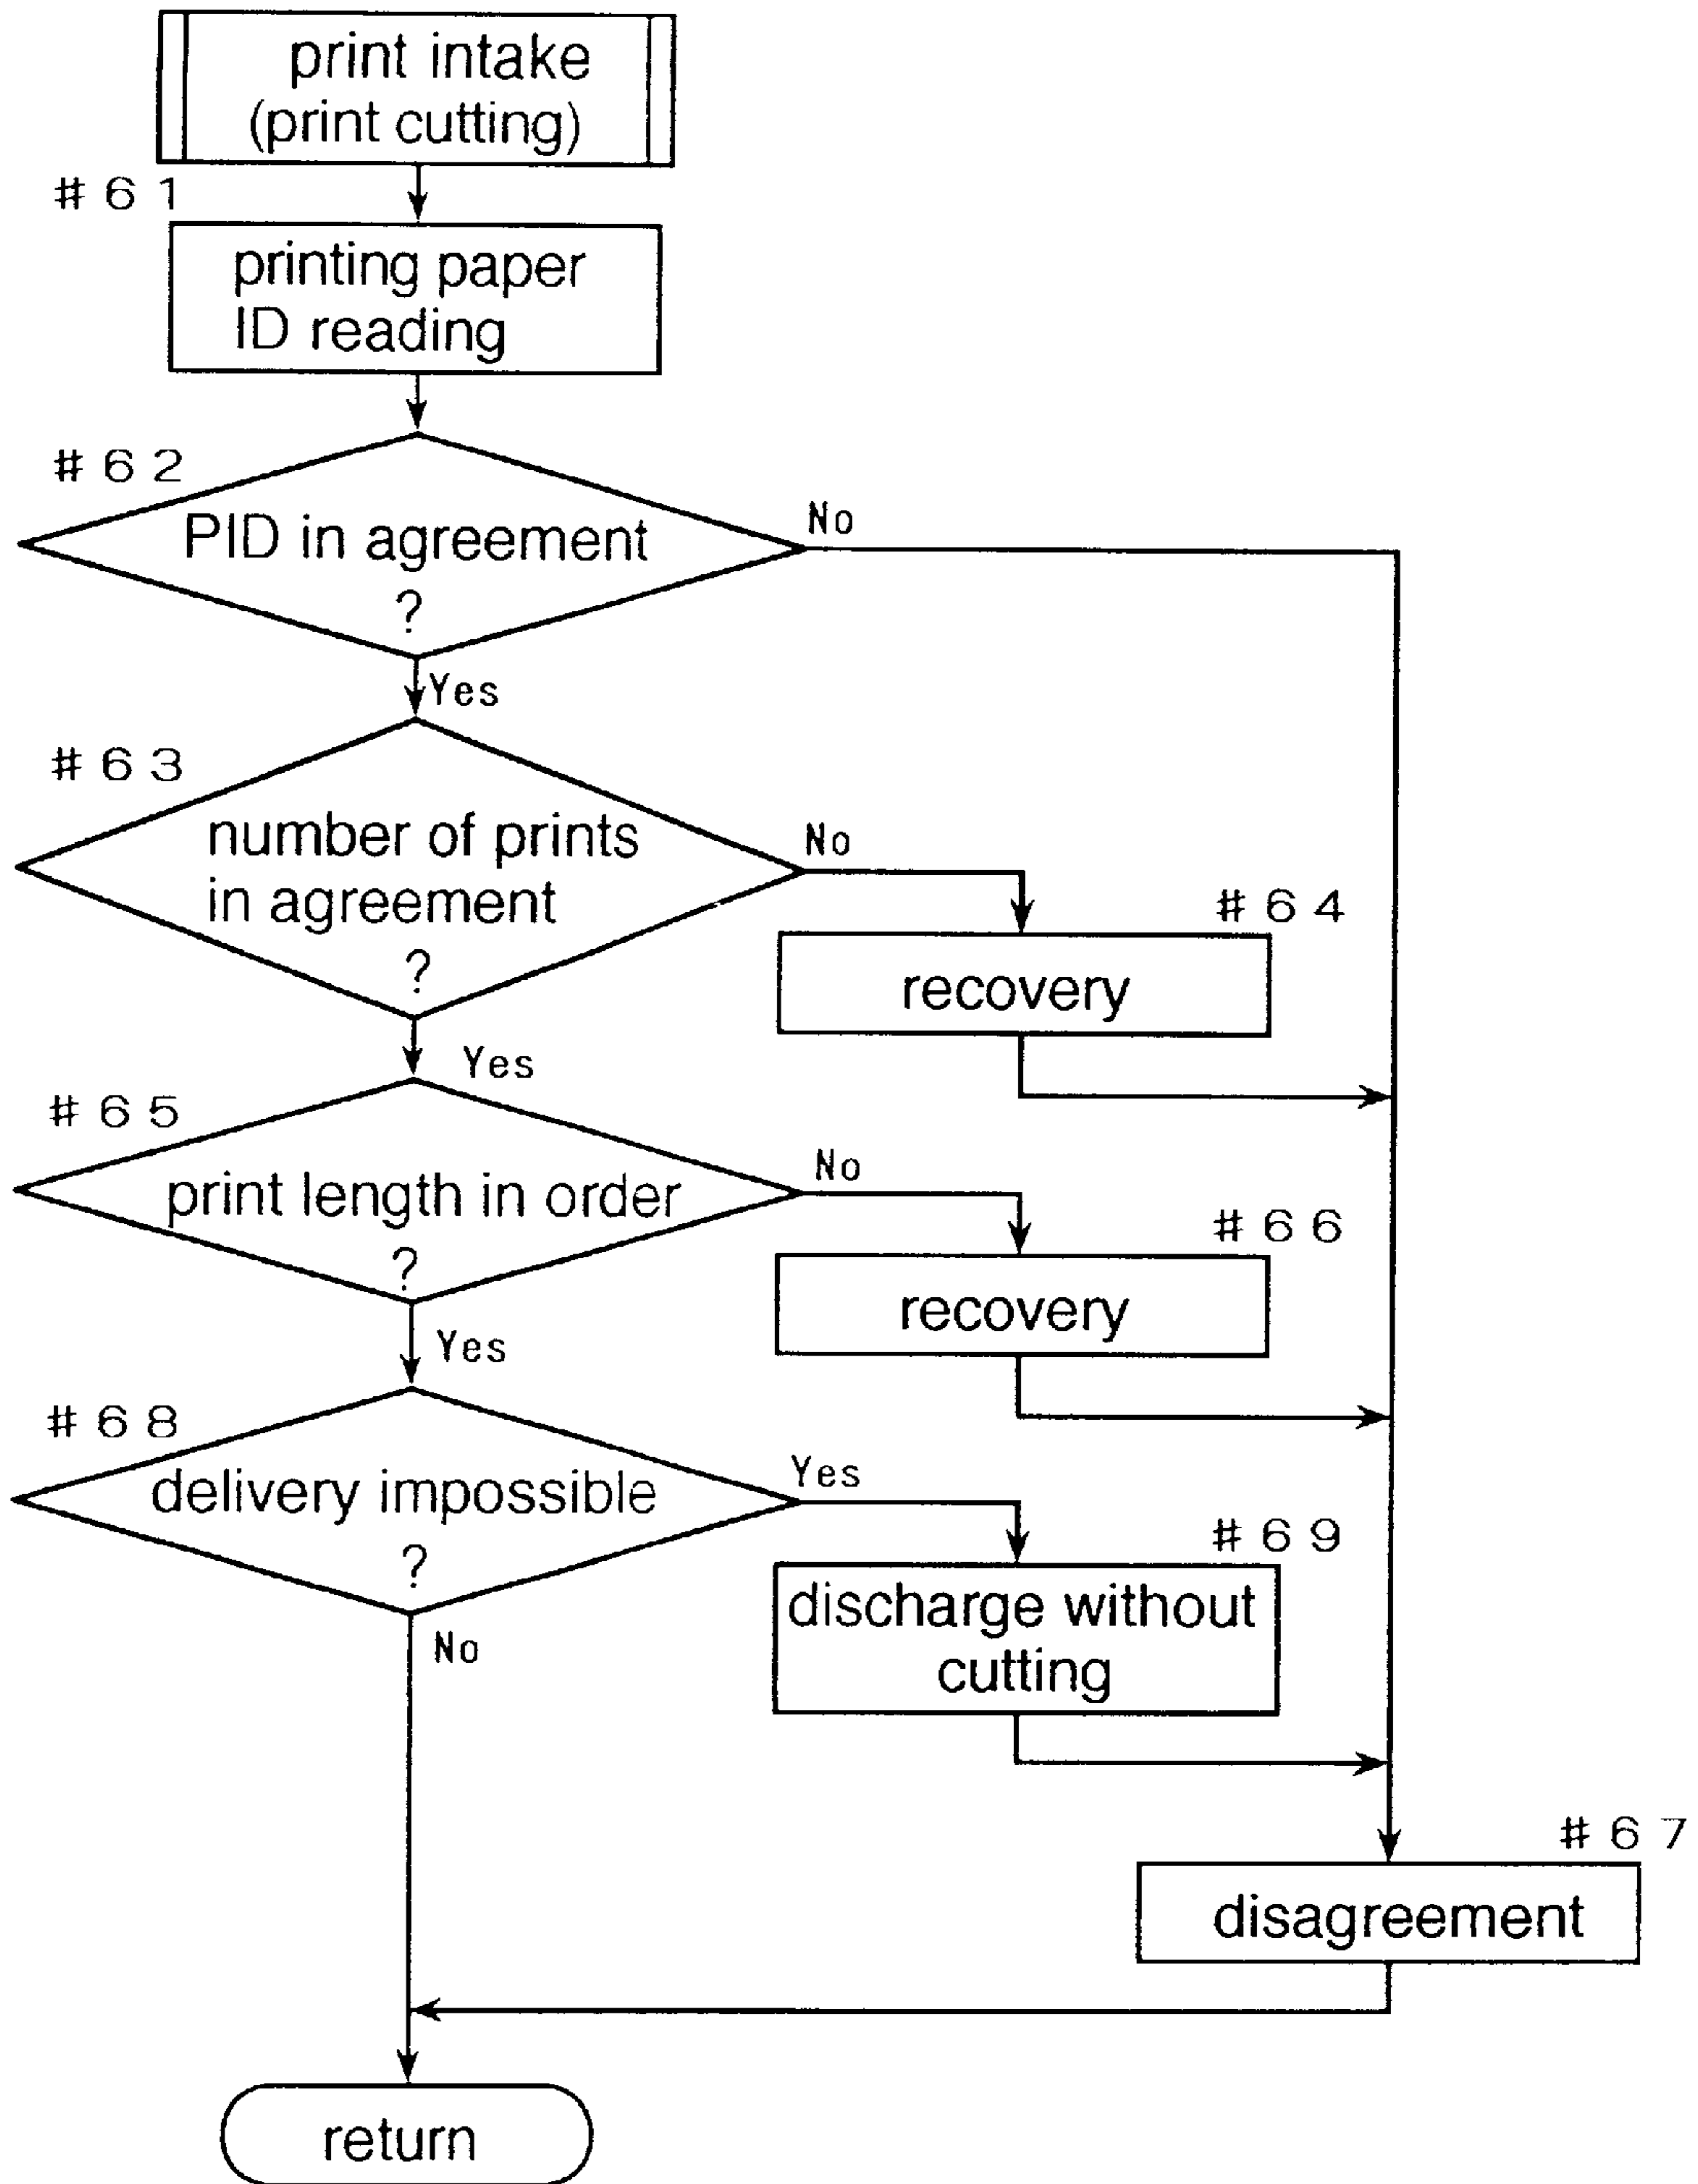 print intake
(print cutting)
#61
printing paper
ID reading
#62
PID in agreement
?
No
Yes
#63
number of prints
in agreement
?
No
#64
recovery
Yes
#65
print length in order
?
No
#66
recovery
Yes
#68
delivery impossible
?
Yes
#69
discharge without
cutting
No
#67
disagreement
return